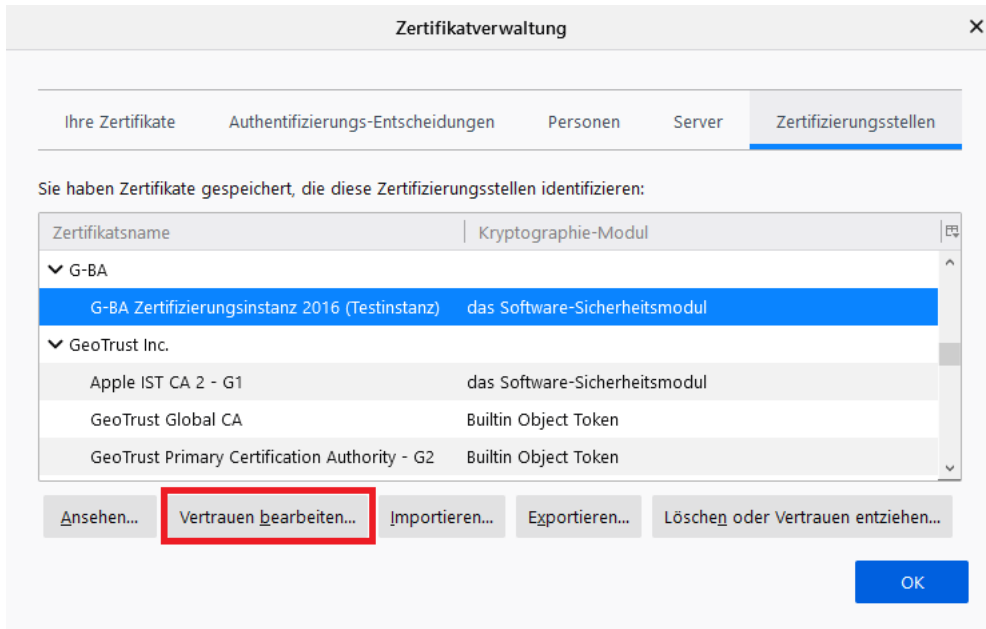 Zertifikatverwaltung
Ihre Zertifikate Authentifizierungs-Entscheidungen Personen Server Zertifizierungsstellen
Sie haben Zertifikate gespeichert, die diese Zertifizierungsstellen identifizieren:
Zertifikatsname Kryptographie-Modul
G-BA
G-BA Zertifizierungsinstanz 2016 (Testinstanz) das Software-Sicherheitsmodul
GeoTrust Inc.
Apple IST CA 2 - G1 das Software-Sicherheitsmodul
GeoTrust Global CA Builtin Object Token
GeoTrust Primary Certification Authority - G2 Builtin Object Token
Ansehen... Vertrauen bearbeiten... Importieren... Exportieren... Löschen oder Vertrauen entziehen...
OK